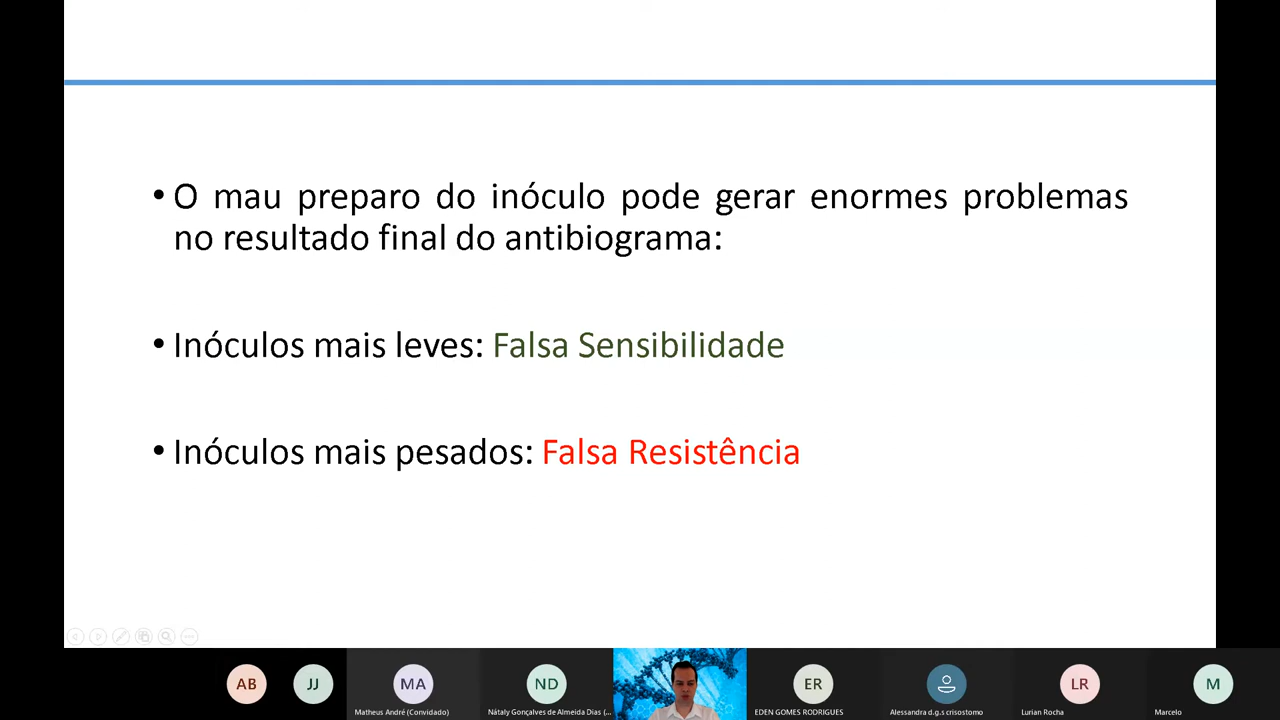 • O mau preparo do inóculo pode gerar enormes problemas
no resultado final do antibiograma:
• Inóculos mais leves: Falsa Sensibilidade
• Inóculos mais pesados: Falsa Resistência
AB JJ MA ND ER LR M
Matheus André (Convidado) Nátaly Gonçalves de Almeida Dias (... EDEN GOMES RODRIGUES Alessandra d.g.s crisostomo Lurian Rocha Marcelo